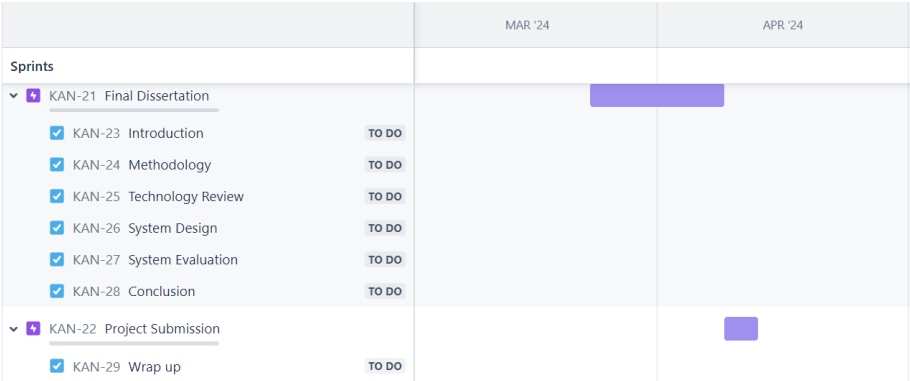 MAR '24 APR '24
Sprints
KAN-21 Final Dissertation
KAN-23 Introduction TO DO
KAN-24 Methodology TO DO
KAN-25 Technology Review TO DO
KAN-26 System Design TO DO
KAN-27 System Evaluation TO DO
KAN-28 Conclusion TO DO
KAN-22 Project Submission
KAN-29 Wrap up TO DO